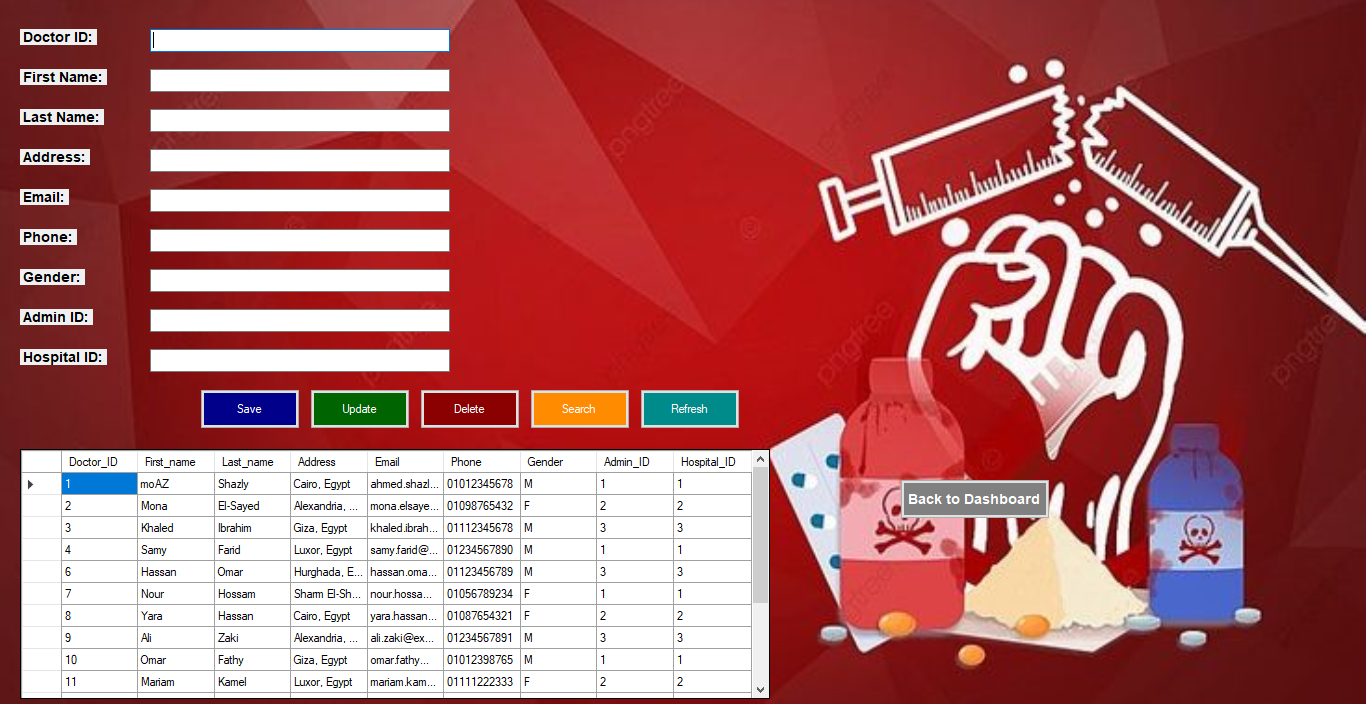 Doctor ID:
First Name:
Last Name:
Address:
Email:
Phone:
Gender:
Admin ID:
Hospital ID:
Save Update Delete Search Refresh
Doctor_ID First_name Last_name Address Email Phone Gender Admin_ID Hospital_ID
1 moAZ Shazly Cairo, Egypt ahmed.shazl... 01012345678 M 1 1
2 Mona El-Sayed Alexandria, ... mona.elsaye... 01098765432 F 2 2
3 Khaled Ibrahim Giza, Egypt khaled.ibrah... 01112345678 M 3 3
4 Samy Farid Luxor, Egypt samy.farid@... 01234567890 M 1 1
6 Hassan Omar Hurghada, E... hassan.oma... 01123456789 M 3 3
7 Nour Hossam Sharm El-Sh... nour.hossa... 01056789234 F 1 1
8 Yara Hassan Cairo, Egypt yara.hassan... 01087654321 F 2 2
9 Ali Zaki Alexandria, ... ali.zaki@ex... 01234567891 M 3 3
10 Omar Fathy Giza, Egypt omar.fathy... 01012398765 M 1 1
11 Mariam Kamel Luxor, Egypt mariam.kam... 01111222333 F 2 2
Back to Dashboard
pngtree
pngtree
pngtree
pngtree
pngtree